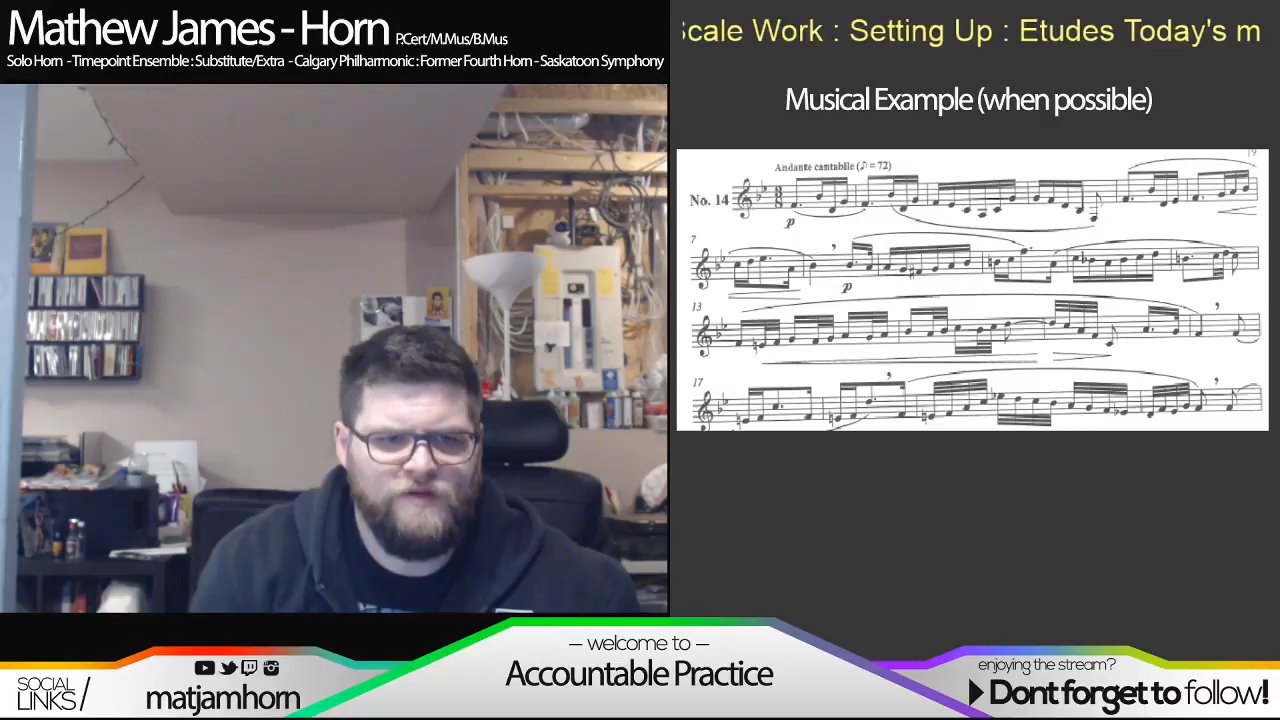 Mathew James - Horn P.Cert/M.Mus/B.Mus
Solo Horn - Timepoint Ensemble : Substitute/Extra - Calgary Philharmonic : Former Fourth Horn - Saskatoon Symphony
Scale Work : Setting Up : Etudes Today's m
Musical Example (when possible)
19
Andante cantabile (♪ = 72)
No. 14
p
7
p
13
17
SOCIAL
LINKS /
matjamhorn
– welcome to –
Accountable Practice
enjoying the stream?
Dont forget to follow!